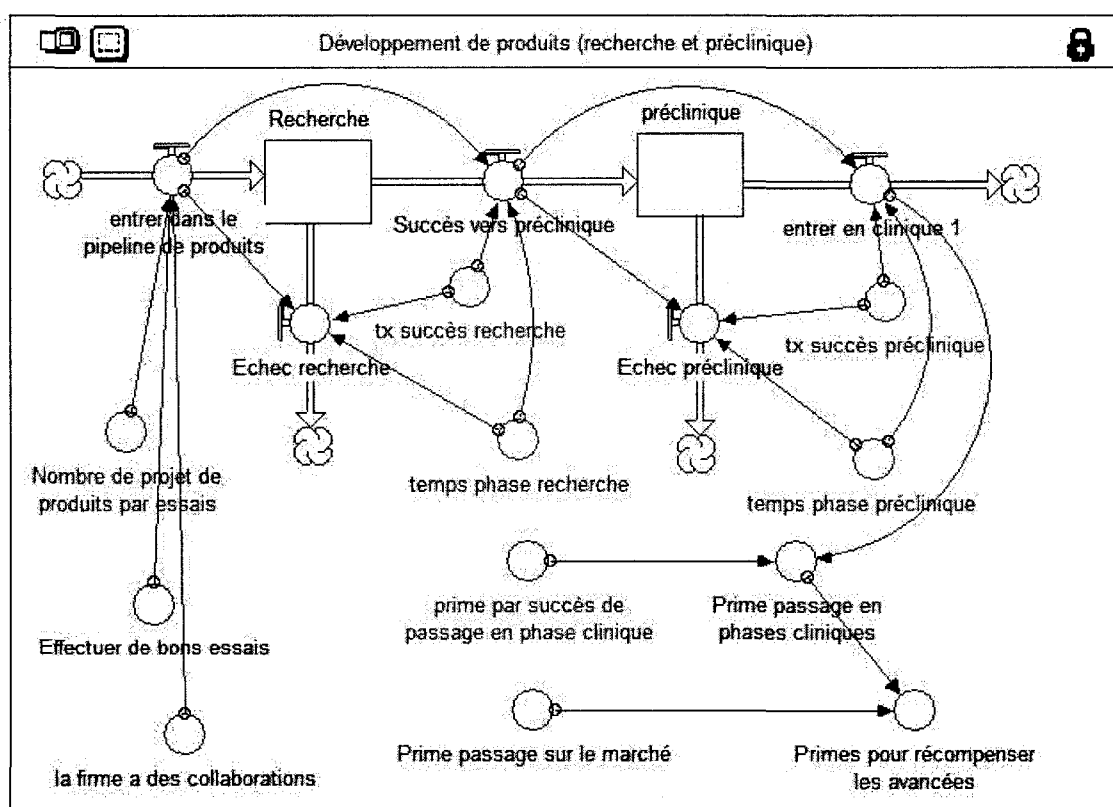 Développement de produits (recherche et préclinique)
Recherche
préclinique
entrer dans le
pipeline de produits
Succès vers préclinique
entrer en clinique 1
tx succès recherche
tx succès préclinique
Echec recherche
Echec préclinique
Nombre de projet de
produits par essais
temps phase recherche
temps phase préclinique
prime par succès de
passage en phase clinique
Prime passage en
phases cliniques
Effectuer de bons essais
Prime passage sur le marché
Primes pour récompenser
les avancées
la firme a des collaborations